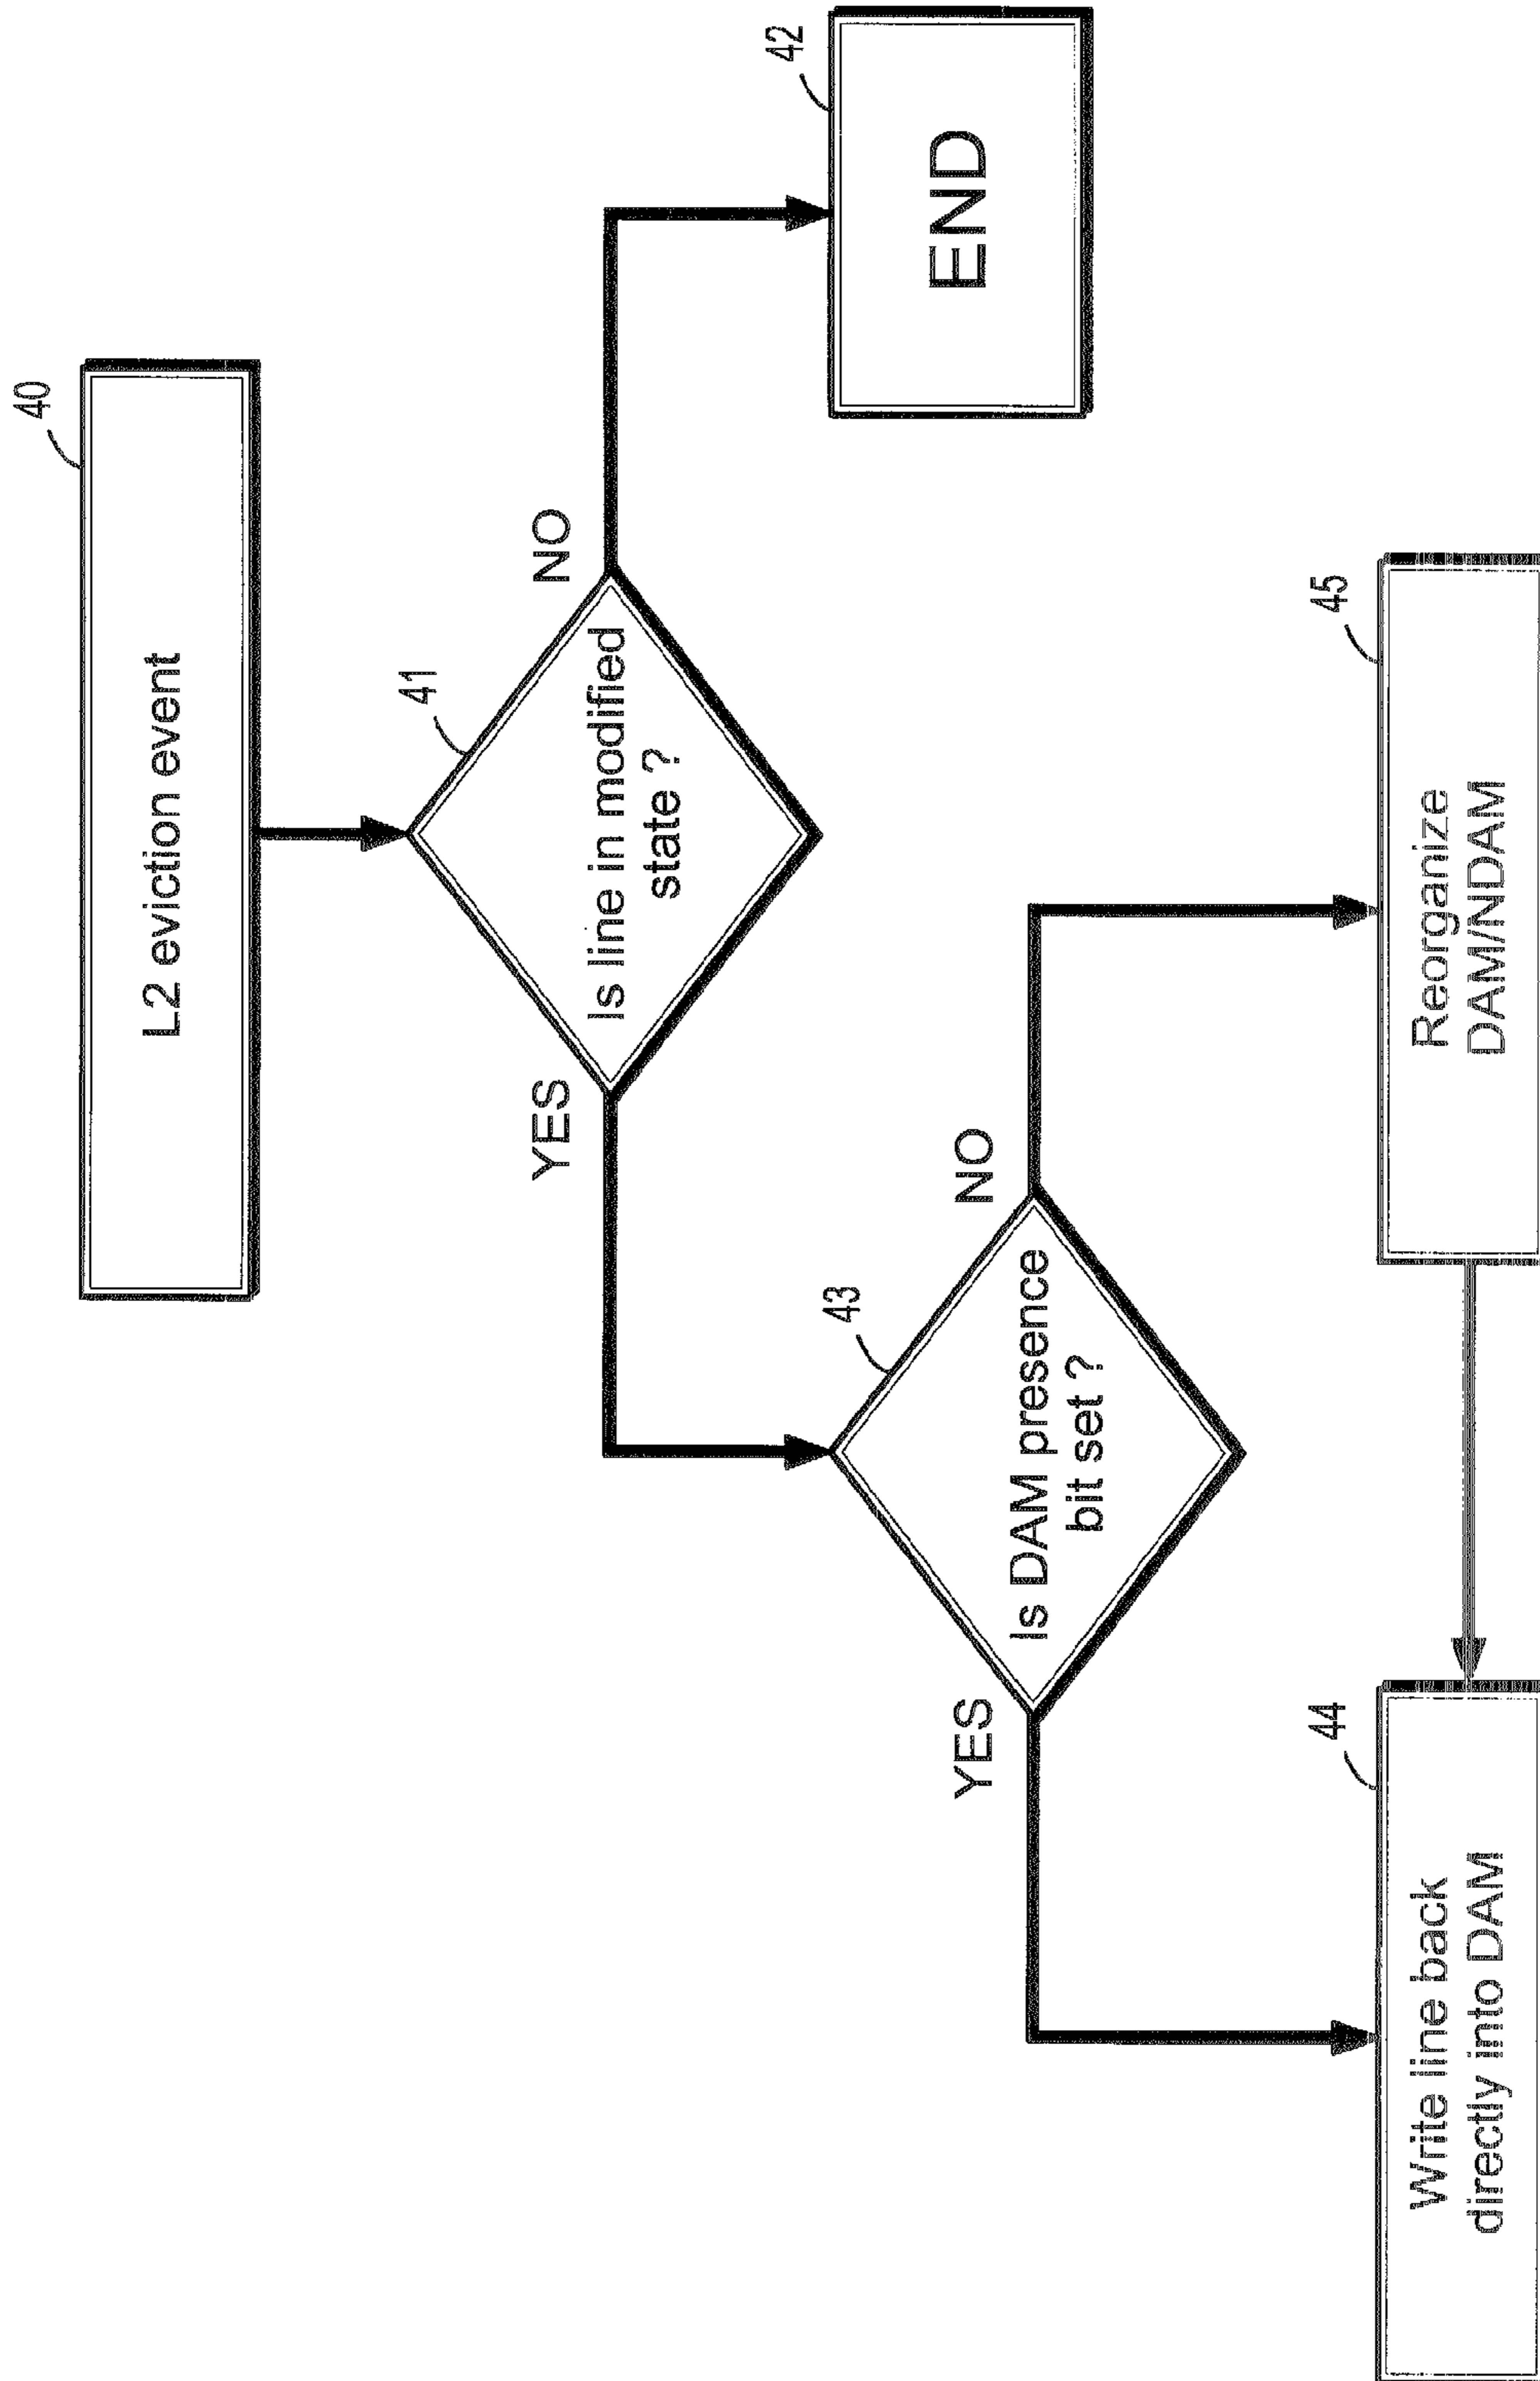 40
L2 eviction event
41
Is line in modified
state ?
YES
NO
42
END
43
Is DAM presence
bit set ?
YES
NO
44
Write line back
directly into DAM
45
Reorganize
DAM/NDAM